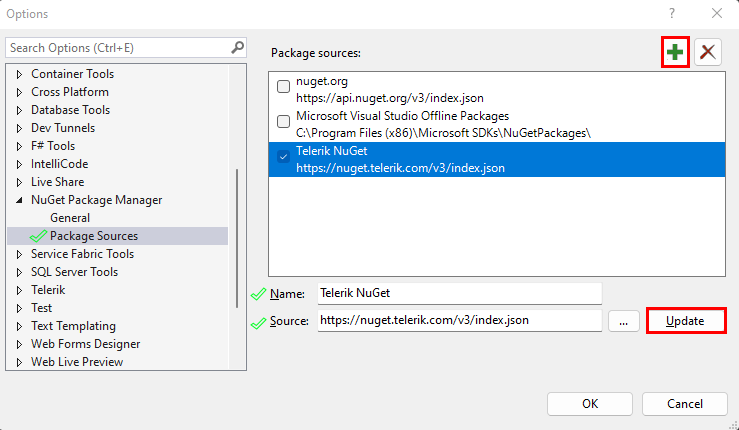 Options
?
Search Options (Ctrl+E)
Container Tools
Cross Platform
Database Tools
Dev Tunnels
F# Tools
IntelliCode
Live Share
NuGet Package Manager
General
Package Sources
Service Fabric Tools
SQL Server Tools
Telerik
Test
Text Templating
Web Forms Designer
Web Live Preview
Package sources:
nuget.org
https://api.nuget.org/v3/index.json
Microsoft Visual Studio Offline Packages
C:\Program Files (x86)\Microsoft SDKs\NuGetPackages\
Telerik NuGet
https://nuget.telerik.com/v3/index.json
Name: Telerik NuGet
Source: https://nuget.telerik.com/v3/index.json ... Update
OK Cancel